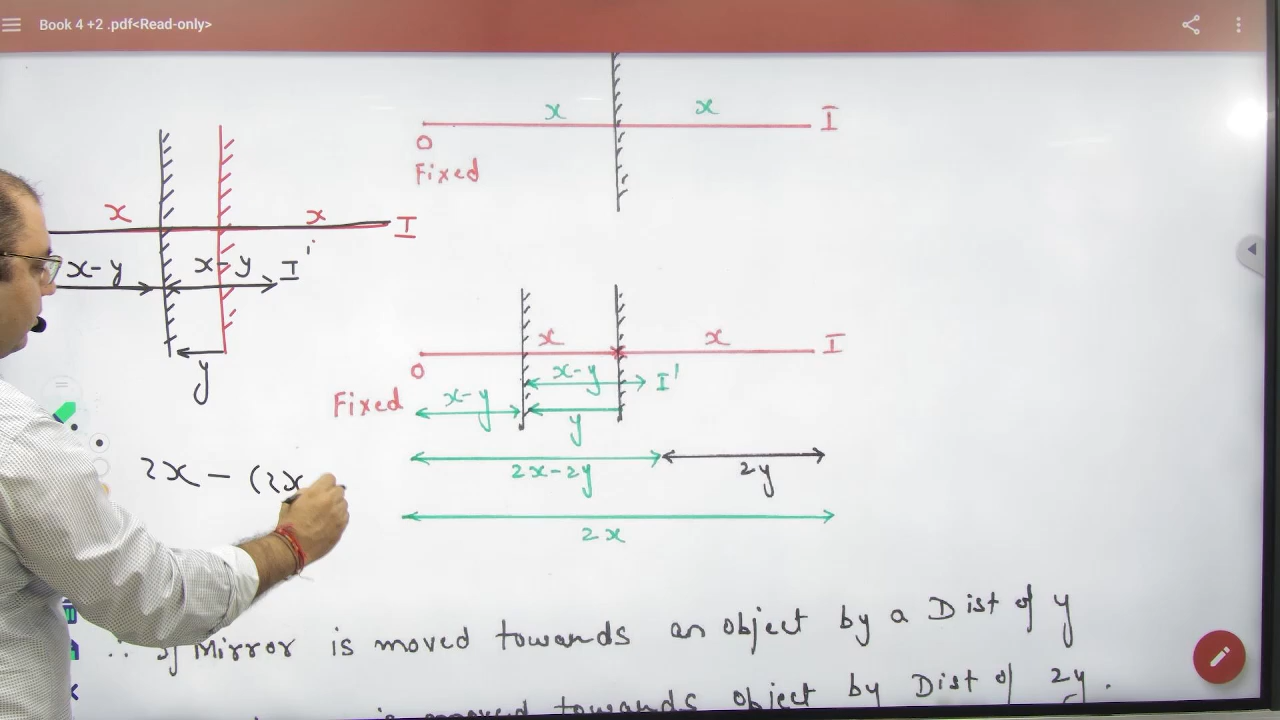 Book 4 +2 .pdf<Read-only>
x x I
O
Fixed
x x I
x-y x-y I'
y
x x I
O
x-y I'
Fixed x-y
y
2x-2y 2y
2x - (2x
2x
∴ If Mirror is moved towards an object by a Dist of y
is moved towards object by Dist of 2y.